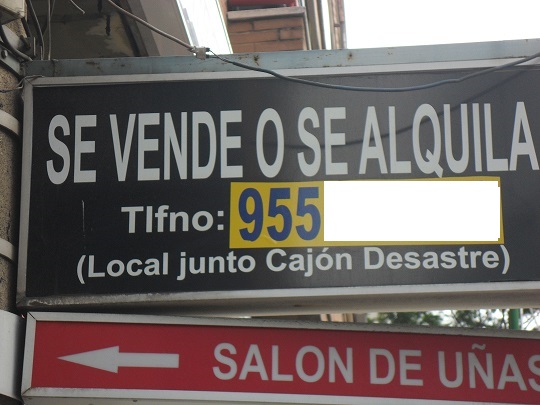 SE VENDE O SE ALQUILA
Tlfno: 955
(Local junto Cajón Desastre)
SALON DE UÑAS